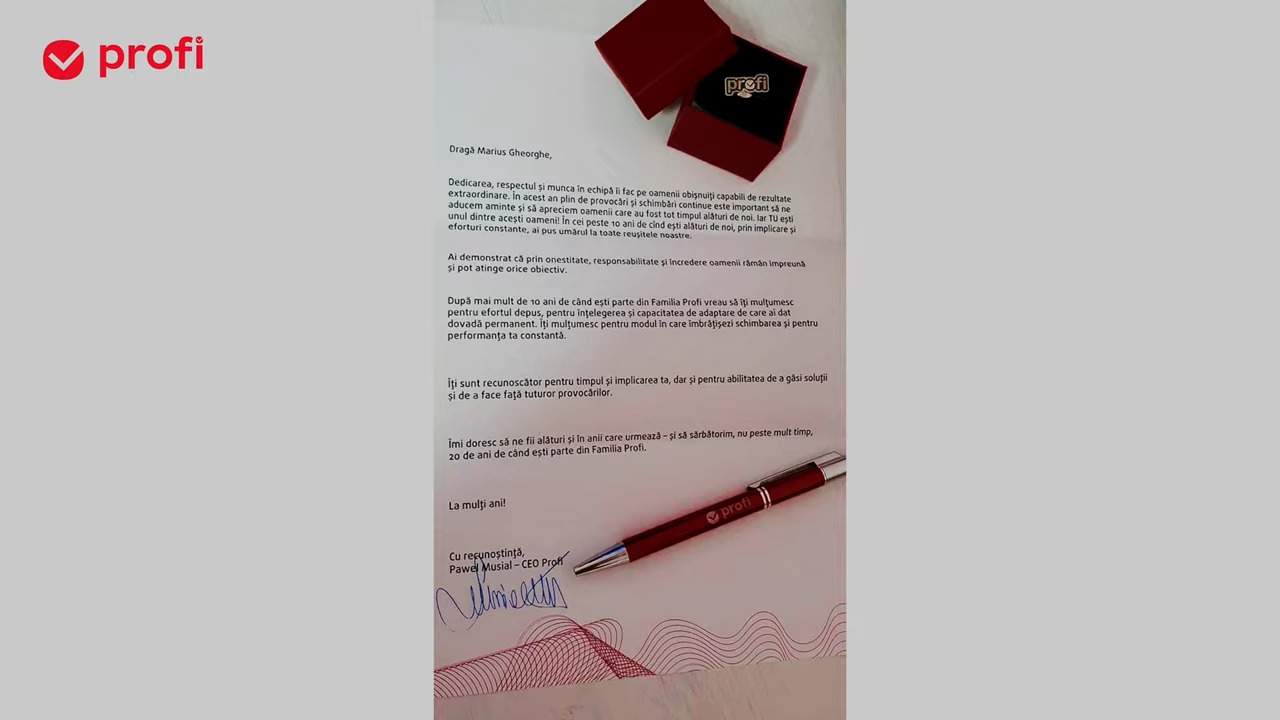 profi
profi
Dragă Marius Gheorghe,
Dedicarea, respectul și munca în echipă îi fac pe oamenii obișnuiți capabili de rezultate
extraordinare. În acest an plin de provocări și schimbări continue este important să ne
aducem aminte și să apreciem oamenii care au fost tot timpul alături de noi. Iar TU ești
unul dintre acești oameni! În cei peste 10 ani de cînd ești alături de noi, prin implicare și
eforturi constante, ai pus umărul la toate reușitele noastre.
Ai demonstrat că prin onestitate, responsabilitate și încredere oamenii rămân împreună
și pot atinge orice obiectiv.
După mai mult de 10 ani de când ești parte din Familia Profi vreau să îți mulțumesc
pentru efortul depus, pentru înțelegerea și capacitatea de adaptare de care ai dat
dovadă permanent. Îți mulțumesc pentru modul în care îmbrățișezi schimbarea și pentru
performanța ta constantă.
Îți sunt recunoscător pentru timpul și implicarea ta, dar și pentru abilitatea de a găsi soluții
și de a face față tuturor provocărilor.
Îmi doresc să ne fii alături și în anii care urmează – și să sărbătorim, nu peste mult timp,
20 de ani de când ești parte din Familia Profi.
La mulți ani!
profi
Cu recunoștință,
Pawel Musial – CEO Profi